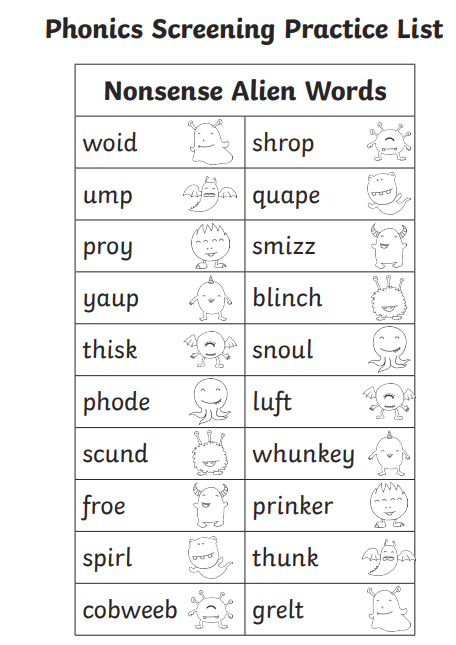 Phonics Screening Practice List
Nonsense Alien Words
woid shrop
ump quape
proy smizz
yaup blinch
thisk snoul
phode luft
scund whunkey
froe prinker
spirl thunk
cobweeb grelt